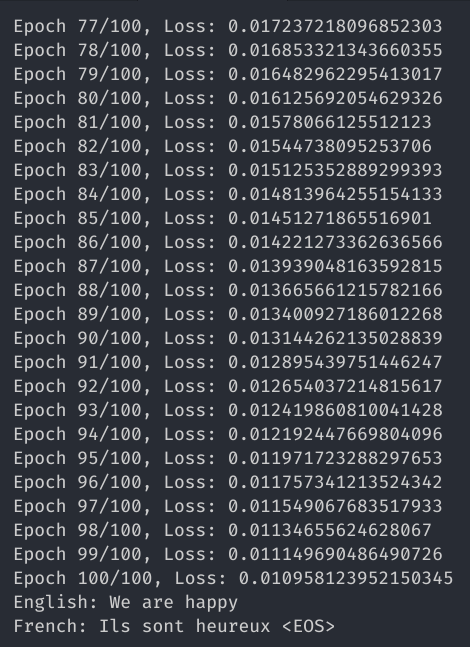 Epoch 77/100, Loss: 0.017237218096852303
Epoch 78/100, Loss: 0.016853321343660355
Epoch 79/100, Loss: 0.016482962295413017
Epoch 80/100, Loss: 0.016125692054629326
Epoch 81/100, Loss: 0.01578066125512123
Epoch 82/100, Loss: 0.01544738095253706
Epoch 83/100, Loss: 0.015125352889299393
Epoch 84/100, Loss: 0.014813964255154133
Epoch 85/100, Loss: 0.01451271865516901
Epoch 86/100, Loss: 0.014221273362636566
Epoch 87/100, Loss: 0.013939048163592815
Epoch 88/100, Loss: 0.013665661215782166
Epoch 89/100, Loss: 0.013400927186012268
Epoch 90/100, Loss: 0.013144262135028839
Epoch 91/100, Loss: 0.012895439751446247
Epoch 92/100, Loss: 0.012654037214815617
Epoch 93/100, Loss: 0.012419860810041428
Epoch 94/100, Loss: 0.012192447669804096
Epoch 95/100, Loss: 0.011971723288297653
Epoch 96/100, Loss: 0.011757341213524342
Epoch 97/100, Loss: 0.011549067683517933
Epoch 98/100, Loss: 0.01134655624628067
Epoch 99/100, Loss: 0.011149690486490726
Epoch 100/100, Loss: 0.010958123952150345
English: We are happy
French: Ils sont heureux <EOS>